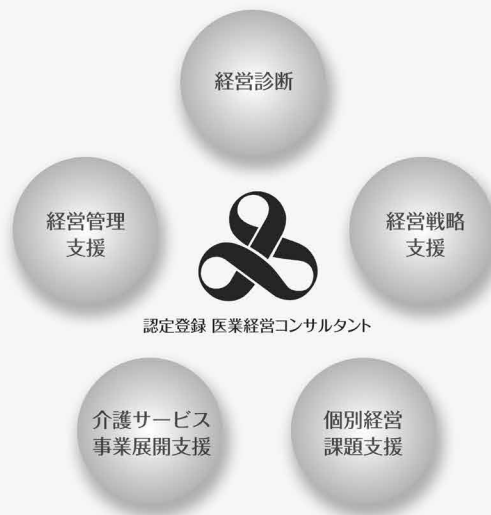 経営診断
経営管理
支援
経営戦略
支援
認定登録 医業経営コンサルタント
介護サービス
事業展開支援
個別経営
課題支援